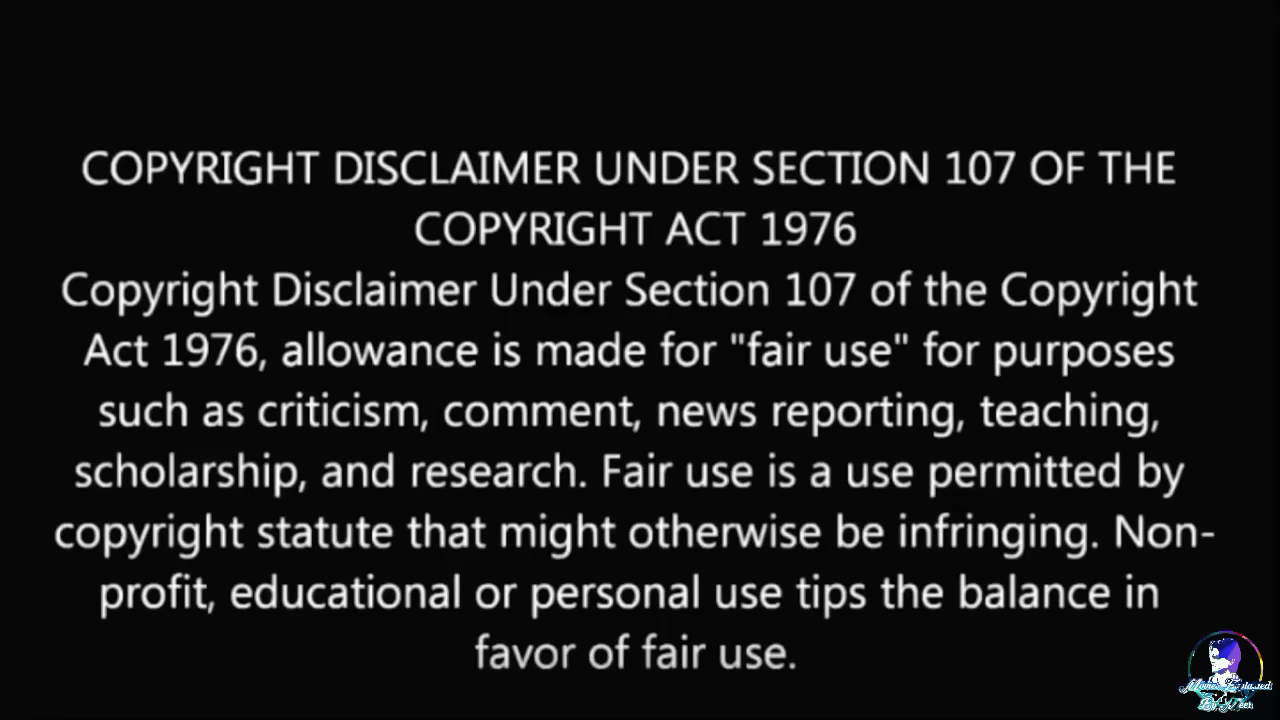 COPYRIGHT DISCLAIMER UNDER SECTION 107 OF THE
COPYRIGHT ACT 1976
Copyright Disclaimer Under Section 107 of the Copyright
Act 1976, allowance is made for "fair use" for purposes
such as criticism, comment, news reporting, teaching,
scholarship, and research. Fair use is a use permitted by
copyright statute that might otherwise be infringing. Non-
profit, educational or personal use tips the balance in
favor of fair use.
Movies Explained
By